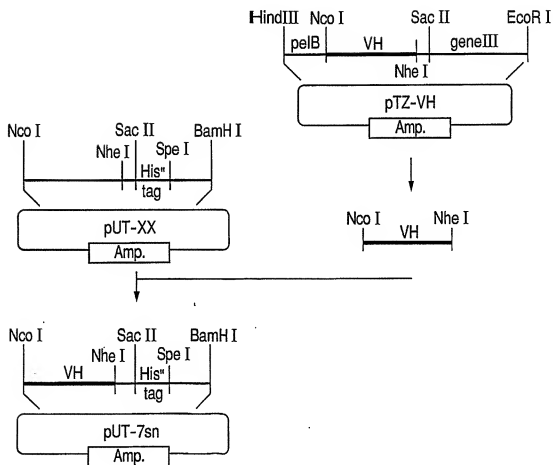 HindIII Nco I Sac II EcoR I
pelB VH geneIII
Nhe I
pTZ-VH
Amp.
Nco I Sac II BamH I
Nhe I Spe I
His"
tag
pUT-XX
Amp.
Nco I Nhe I
VH
Nco I Sac II BamH I
Nhe I Spe I
VH His"
tag
pUT-7sn
Amp.